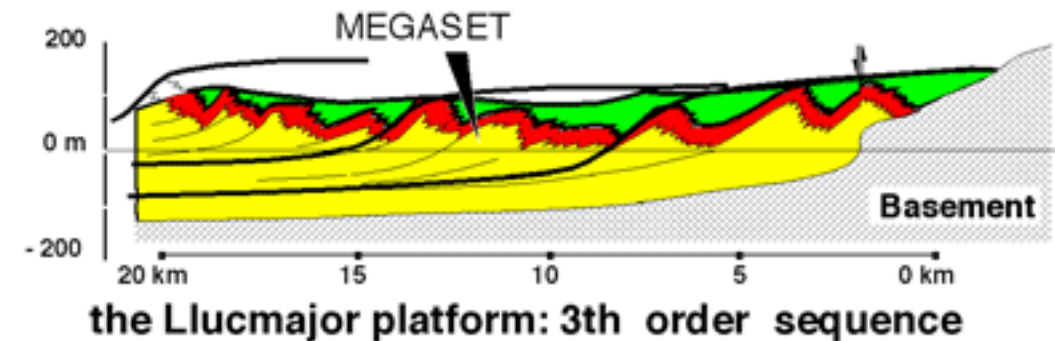 MEGASET
200
0 m
Basement
- 200
20 km 15 10 5 0 km
the Llucmajor platform: 3th order sequence